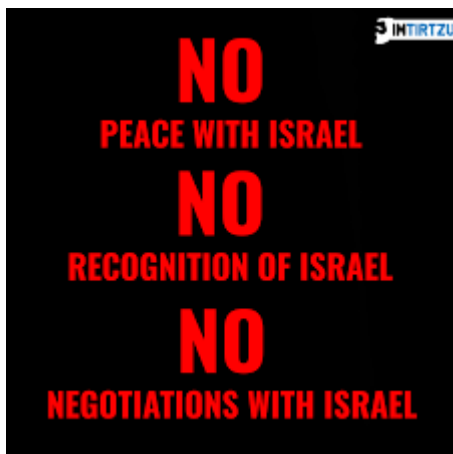 IMTIRTZU
NO
PEACE WITH ISRAEL
NO
RECOGNITION OF ISRAEL
NO
NEGOTIATIONS WITH ISRAEL